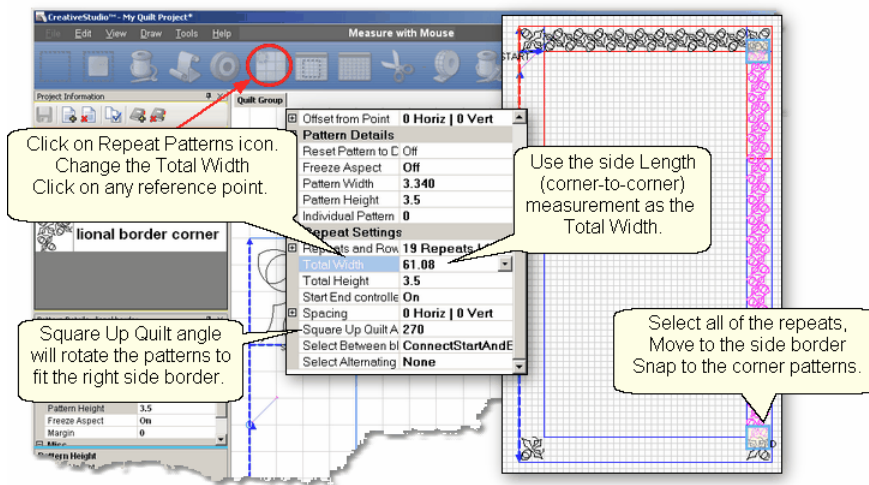 CreativeStudio™ - My Quilt Project*
File Edit View Draw Tools Help
Measure with Mouse
START
Project Information
Quilt Group
Click on Repeat Patterns icon.
Change the Total Width
Click on any reference point.
Offset from Point 0 Horiz | 0 Vert
Pattern Details
Reset Pattern to D Off
Freeze Aspect Off
Pattern Width 3.340
Pattern Height 3.5
Individual Pattern 0
Repeat Settings
Repeats and Row 19 Repeats
Total Width 61.08
Total Height 3.5
Start End controlle On
Spacing 0 Horiz | 0 Vert
Square Up Quilt A 270
Select Between bl ConnectStartAndE
Select Alternating None
Use the side Length
(corner-to-corner)
measurement as the
Total Width.
lional border corner
Square Up Quilt angle
will rotate the patterns to
fit the right side border.
Select all of the repeats,
Move to the side border
Snap to the corner patterns.
Pattern Height 3.5
Freeze Aspect On
Margin 0
Misc
Pattern Height